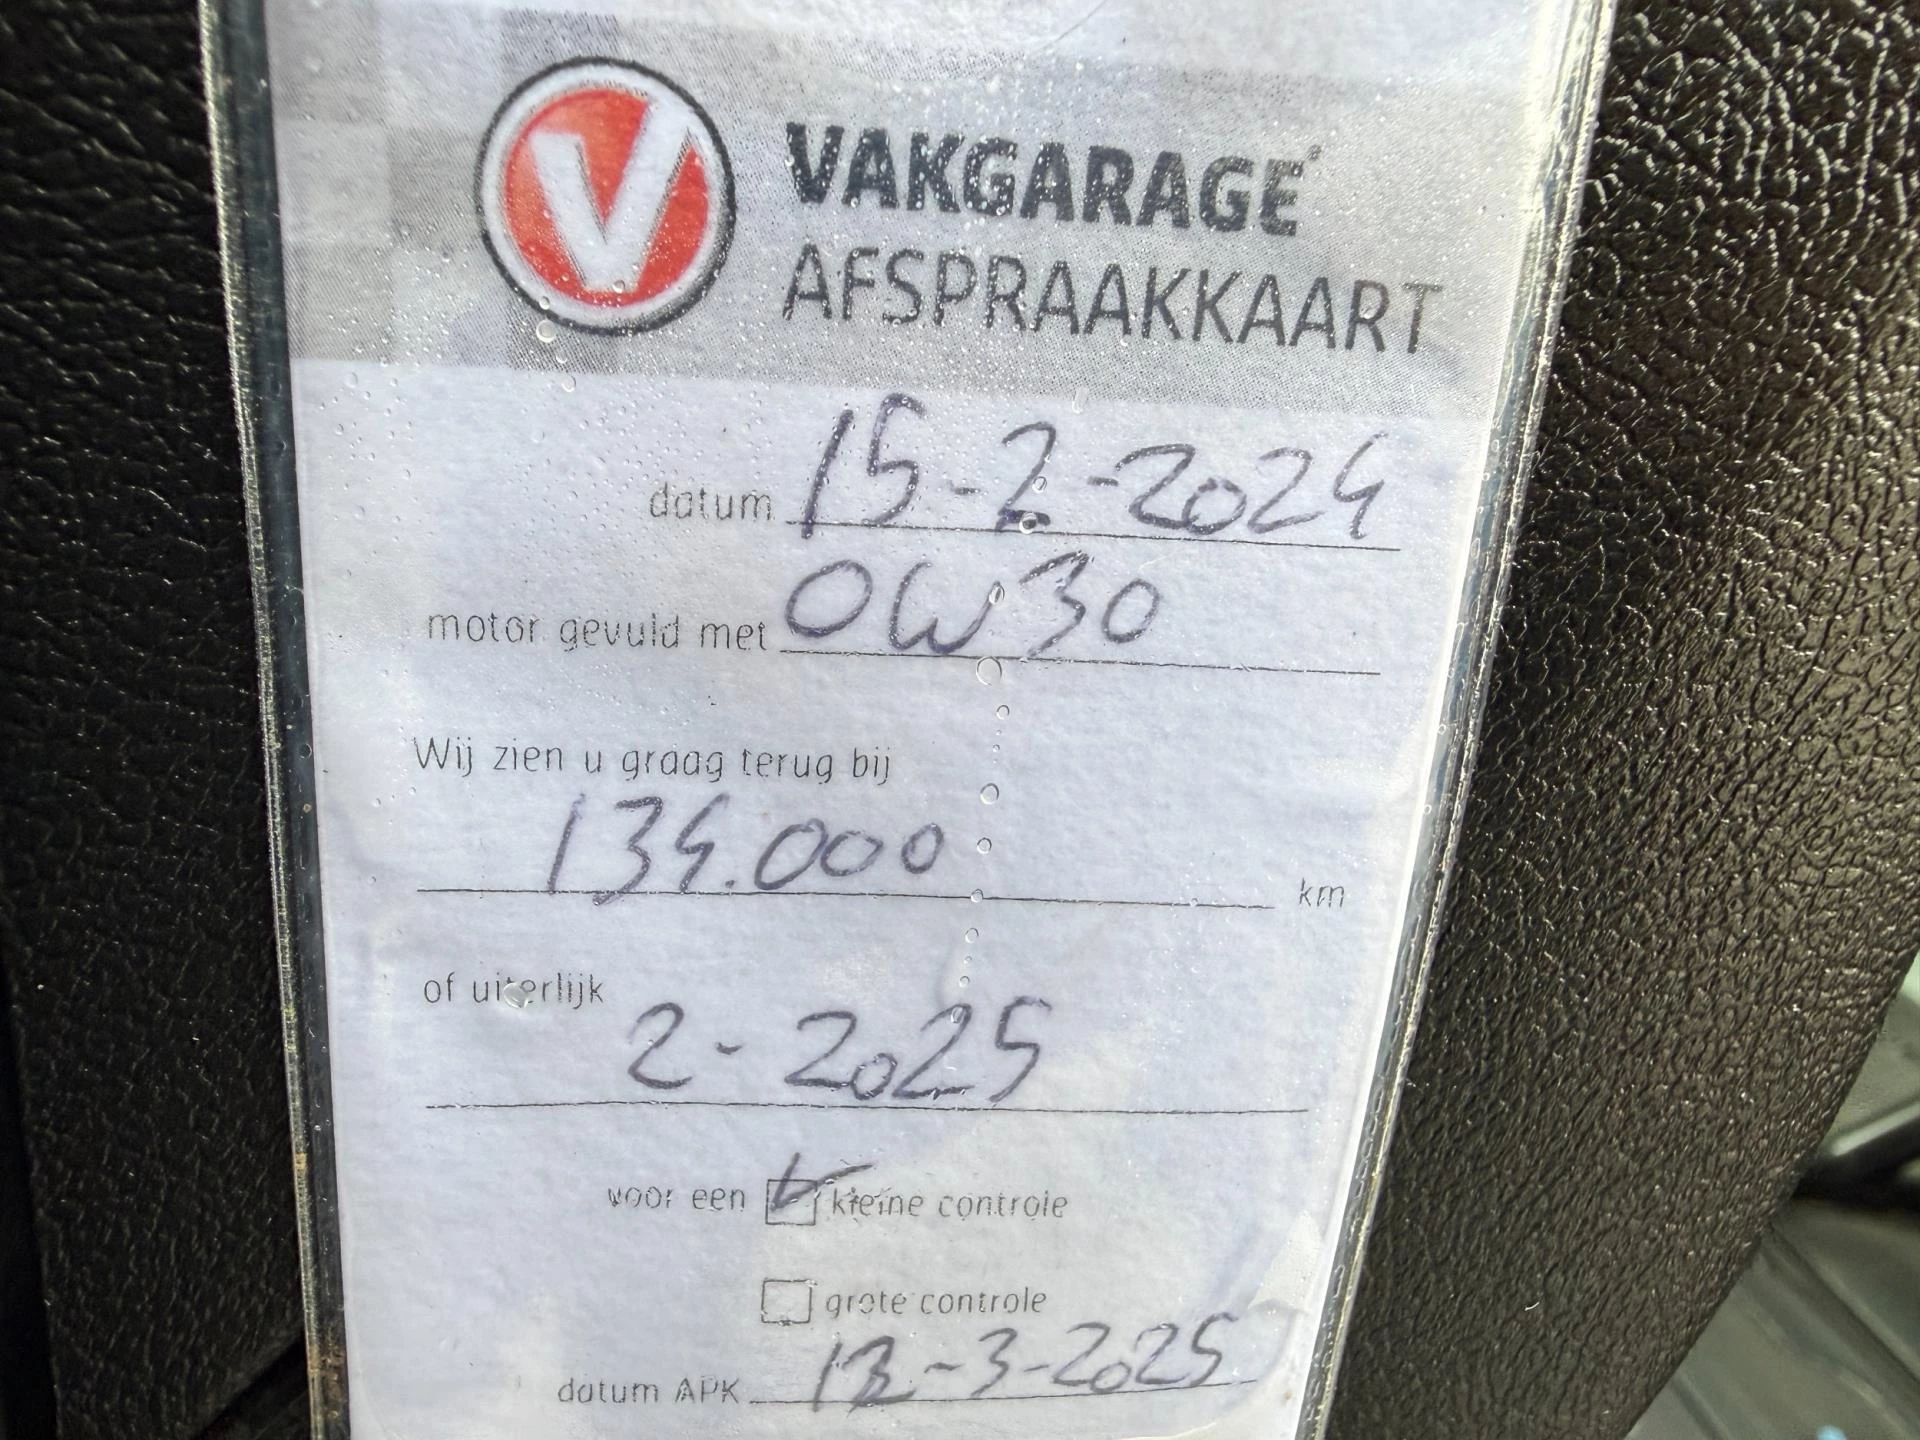 V
VAKGARAGE
AFSPRAAKKAART
datum 15-2-2024
motor gevuld met 0W30
Wij zien u graag terug bij
134.000 km
of uiterlijk
2-2025
voor een kleine controle
grote controle
datum APK -3-2025